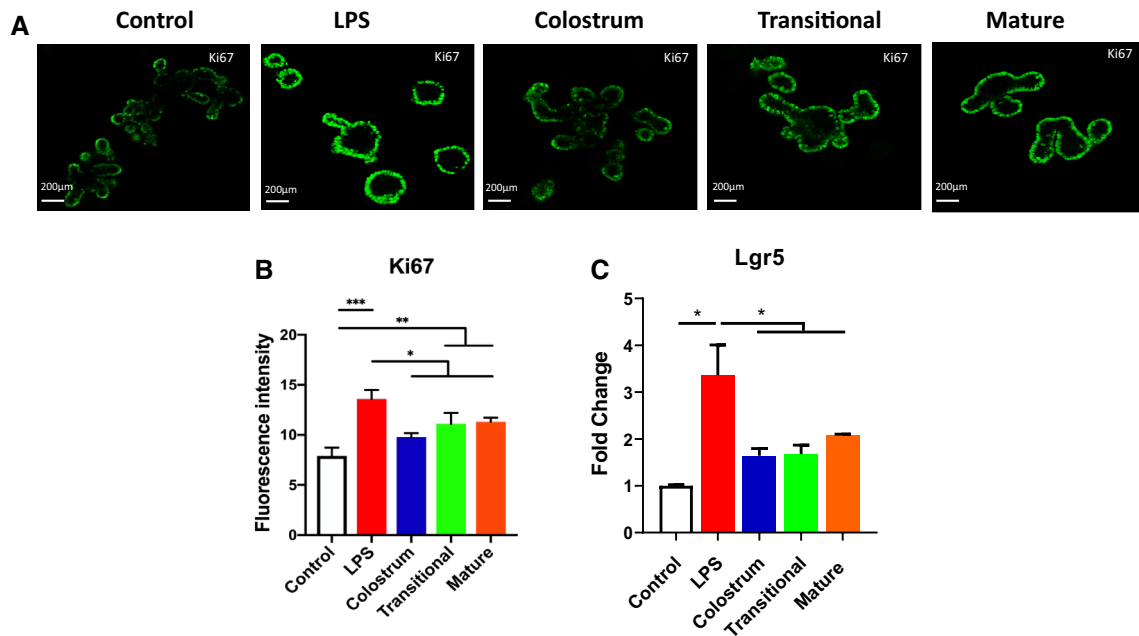 A
Control
LPS
Colostrum
Transitional
Mature
Ki67
Ki67
Ki67
Ki67
Ki67
200μm
200μm
200μm
200μm
200μm
B
Ki67
***
**
*
Fluorescence intensity
20
15
10
5
0
Control
LPS
Colostrum
Transitional
Mature
C
Lgr5
*
*
Fold Change
5
4
3
2
1
0
Control
LPS
Colostrum
Transitional
Mature